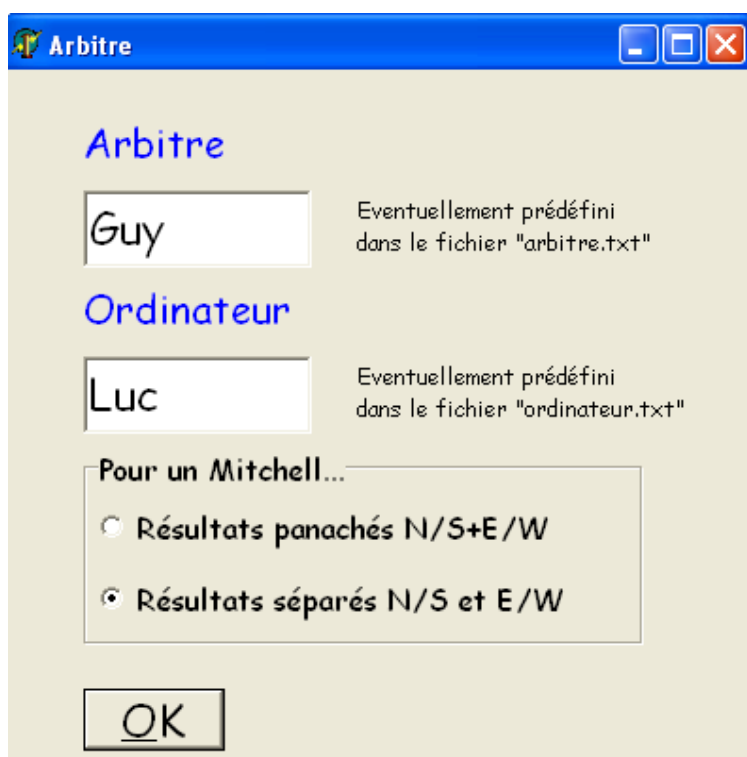 Arbitre
Arbitre
Guy
Eventuellement prédéfini
dans le fichier "arbitre.txt"
Ordinateur
Luc
Eventuellement prédéfini
dans le fichier "ordinateur.txt"
Pour un Mitchell...
Résultats panachés N/S+E/W
Résultats séparés N/S et E/W
OK